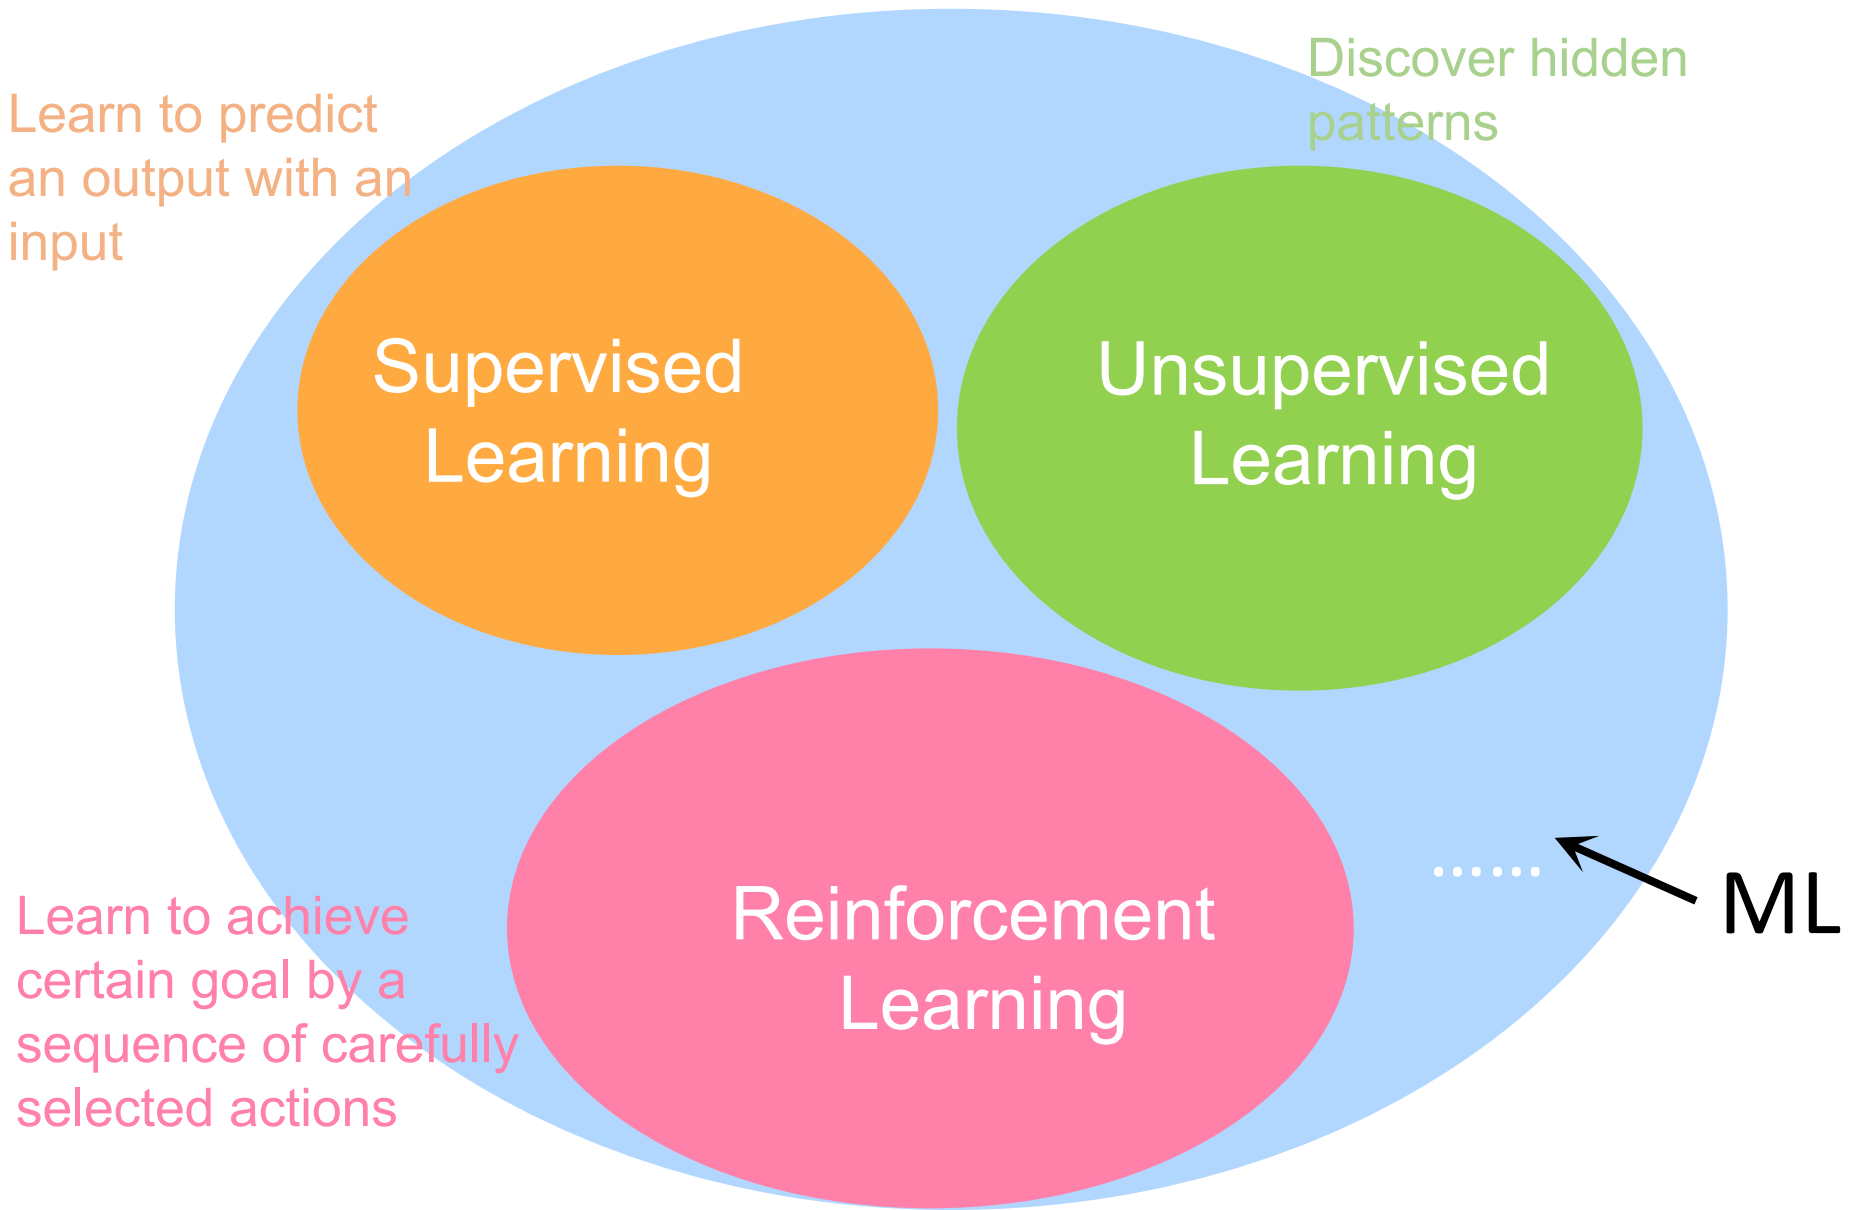 Learn to predict
an output with an
input
Discover hidden
patterns
Supervised
Learning
Unsupervised
Learning
Reinforcement
Learning
......
ML
Learn to achieve
certain goal by a
sequence of carefully
selected actions